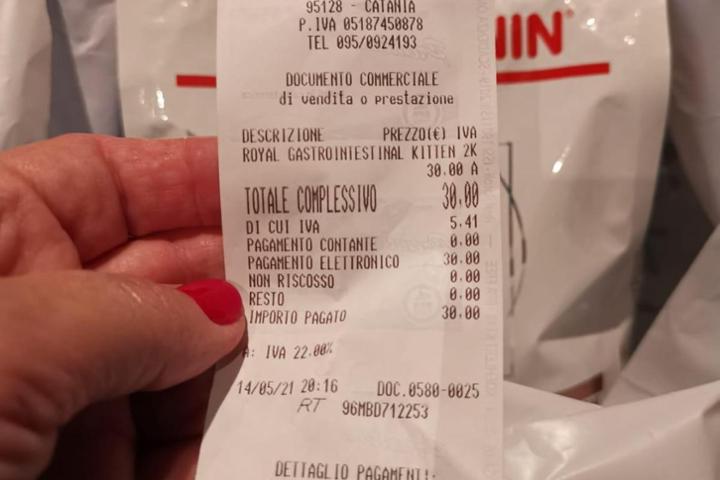 95128 - CATANIA
P.IVA 05187450878
TEL 095/0924193
DOCUMENTO COMMERCIALE
di vendita o prestazione
DESCRIZIONE PREZZO(€) IVA
ROYAL GASTROINTESTINAL KITTEN 2K
30.00 A
TOTALE COMPLESSIVO 30.00
DI CUI IVA 5.41
PAGAMENTO CONTANTE 0.00
PAGAMENTO ELETTRONICO 30.00
NON RISCOSSO 0.00
RESTO 0.00
IMPORTO PAGATO 30.00
A: IVA 22.00%
14/05/21 20:16 DOC.0580-0025
RT 96MBD712253
DETTAGLIO PAGAMENTI:
NIN